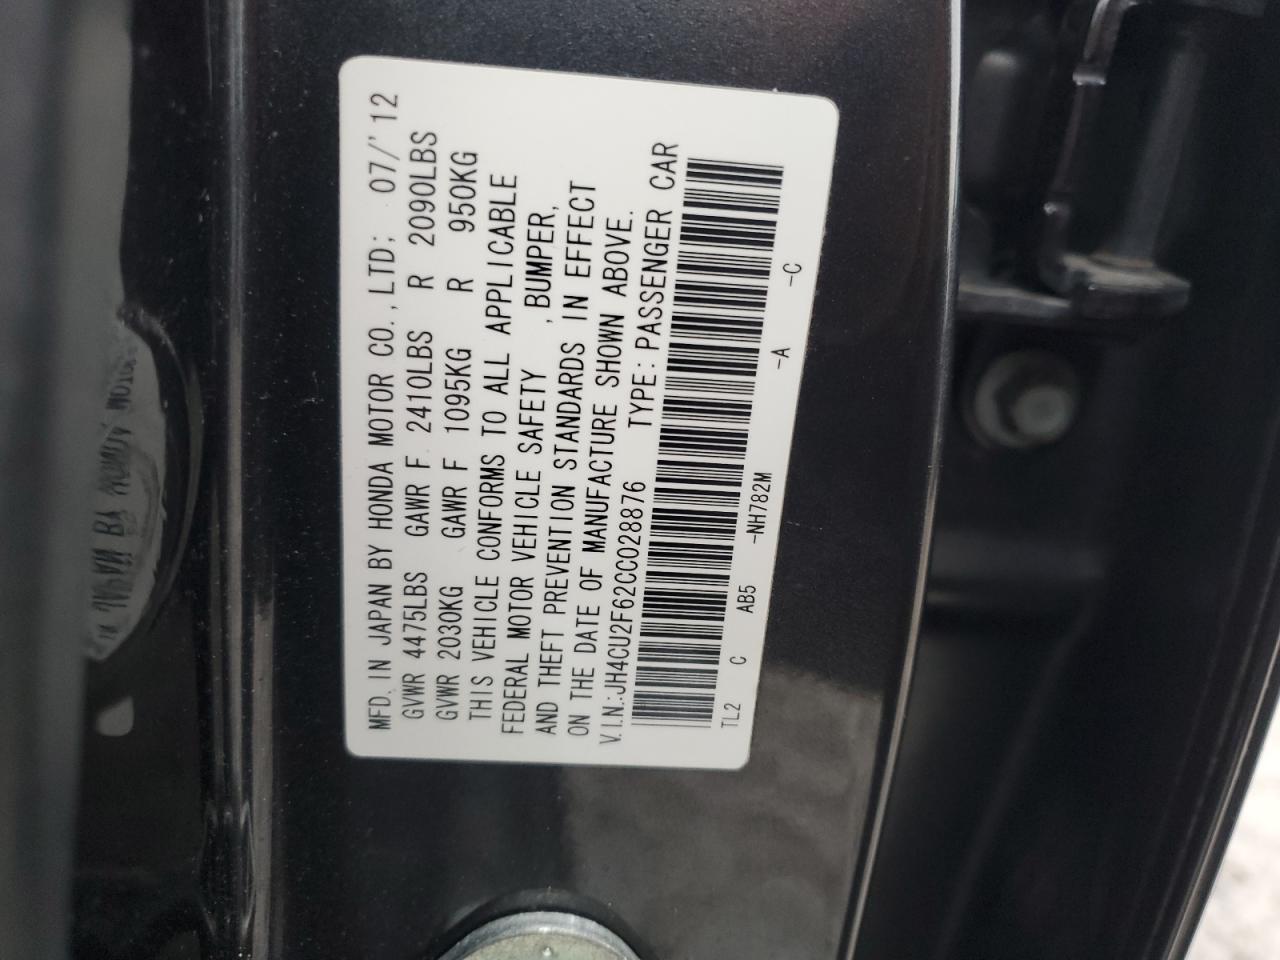 MFD. IN JAPAN BY HONDA MOTOR CO., LTD; 07/'12
GVWR 4475LBS GAWR F 2410LBS R 2090LBS
GVWR 2030KG GAWR F 1095KG R 950KG
THIS VEHICLE CONFORMS TO ALL APPLICABLE
FEDERAL MOTOR VEHICLE SAFETY , BUMPER,
AND THEFT PREVENTION STANDARDS IN EFFECT
ON THE DATE OF MANUFACTURE SHOWN ABOVE.
V.I.N.:JH4CU2F62CC028876 TYPE: PASSENGER CAR
TL2 C AB5 -NH782M -A -C